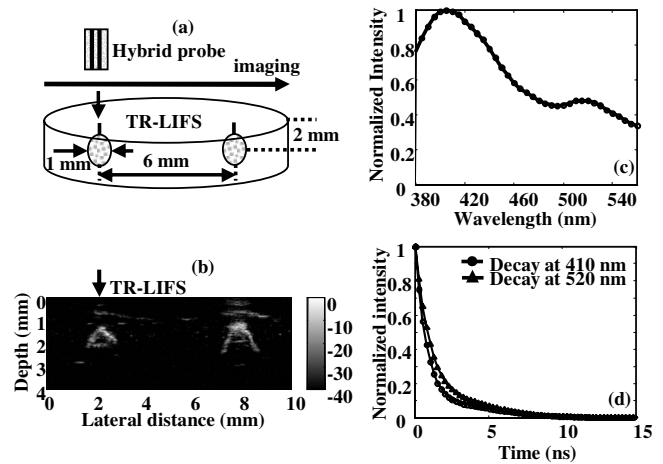 (a)
Hybrid probe
imaging
TR-LIFS
2 mm
1 mm
6 mm
(b)
TR-LIFS
0
1
2
3
4
Depth (mm)
0 2 4 6 8 10
Lateral distance (mm)
0
-10
-20
-30
-40
1
0.8
0.6
0.4
0.2
0
Normalized Intensity
(c)
380 420 460 500 540
Wavelength (nm)
1
0.8
0.6
0.4
0.2
0
Normalized intensity
Decay at 410 nm
Decay at 520 nm
(d)
0 5 10 15
Time (ns)